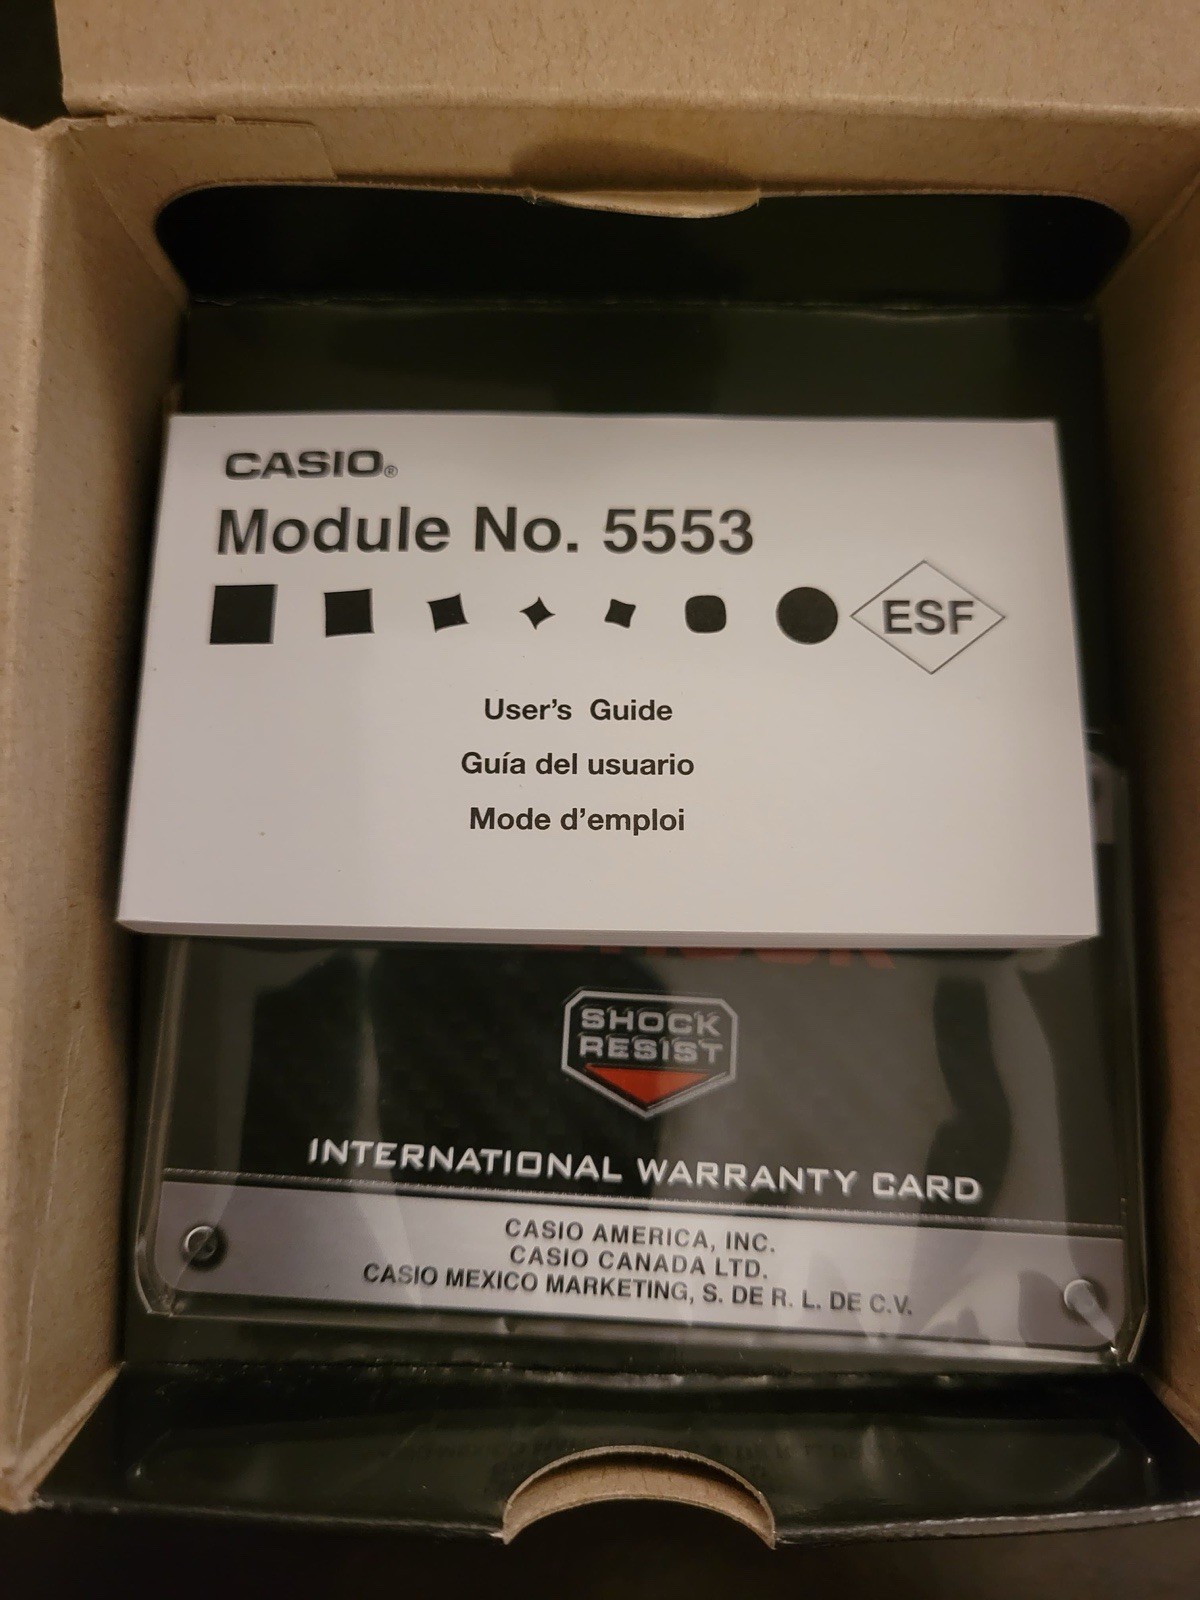 CASIO®
Module No. 5553
ESF
User's Guide
Guía del usuario
Mode d'emploi
SHOCK
RESIST
INTERNATIONAL WARRANTY CARD
CASIO AMERICA, INC.
CASIO CANADA LTD.
CASIO MEXICO MARKETING, S. DE R. L. DE C.V.